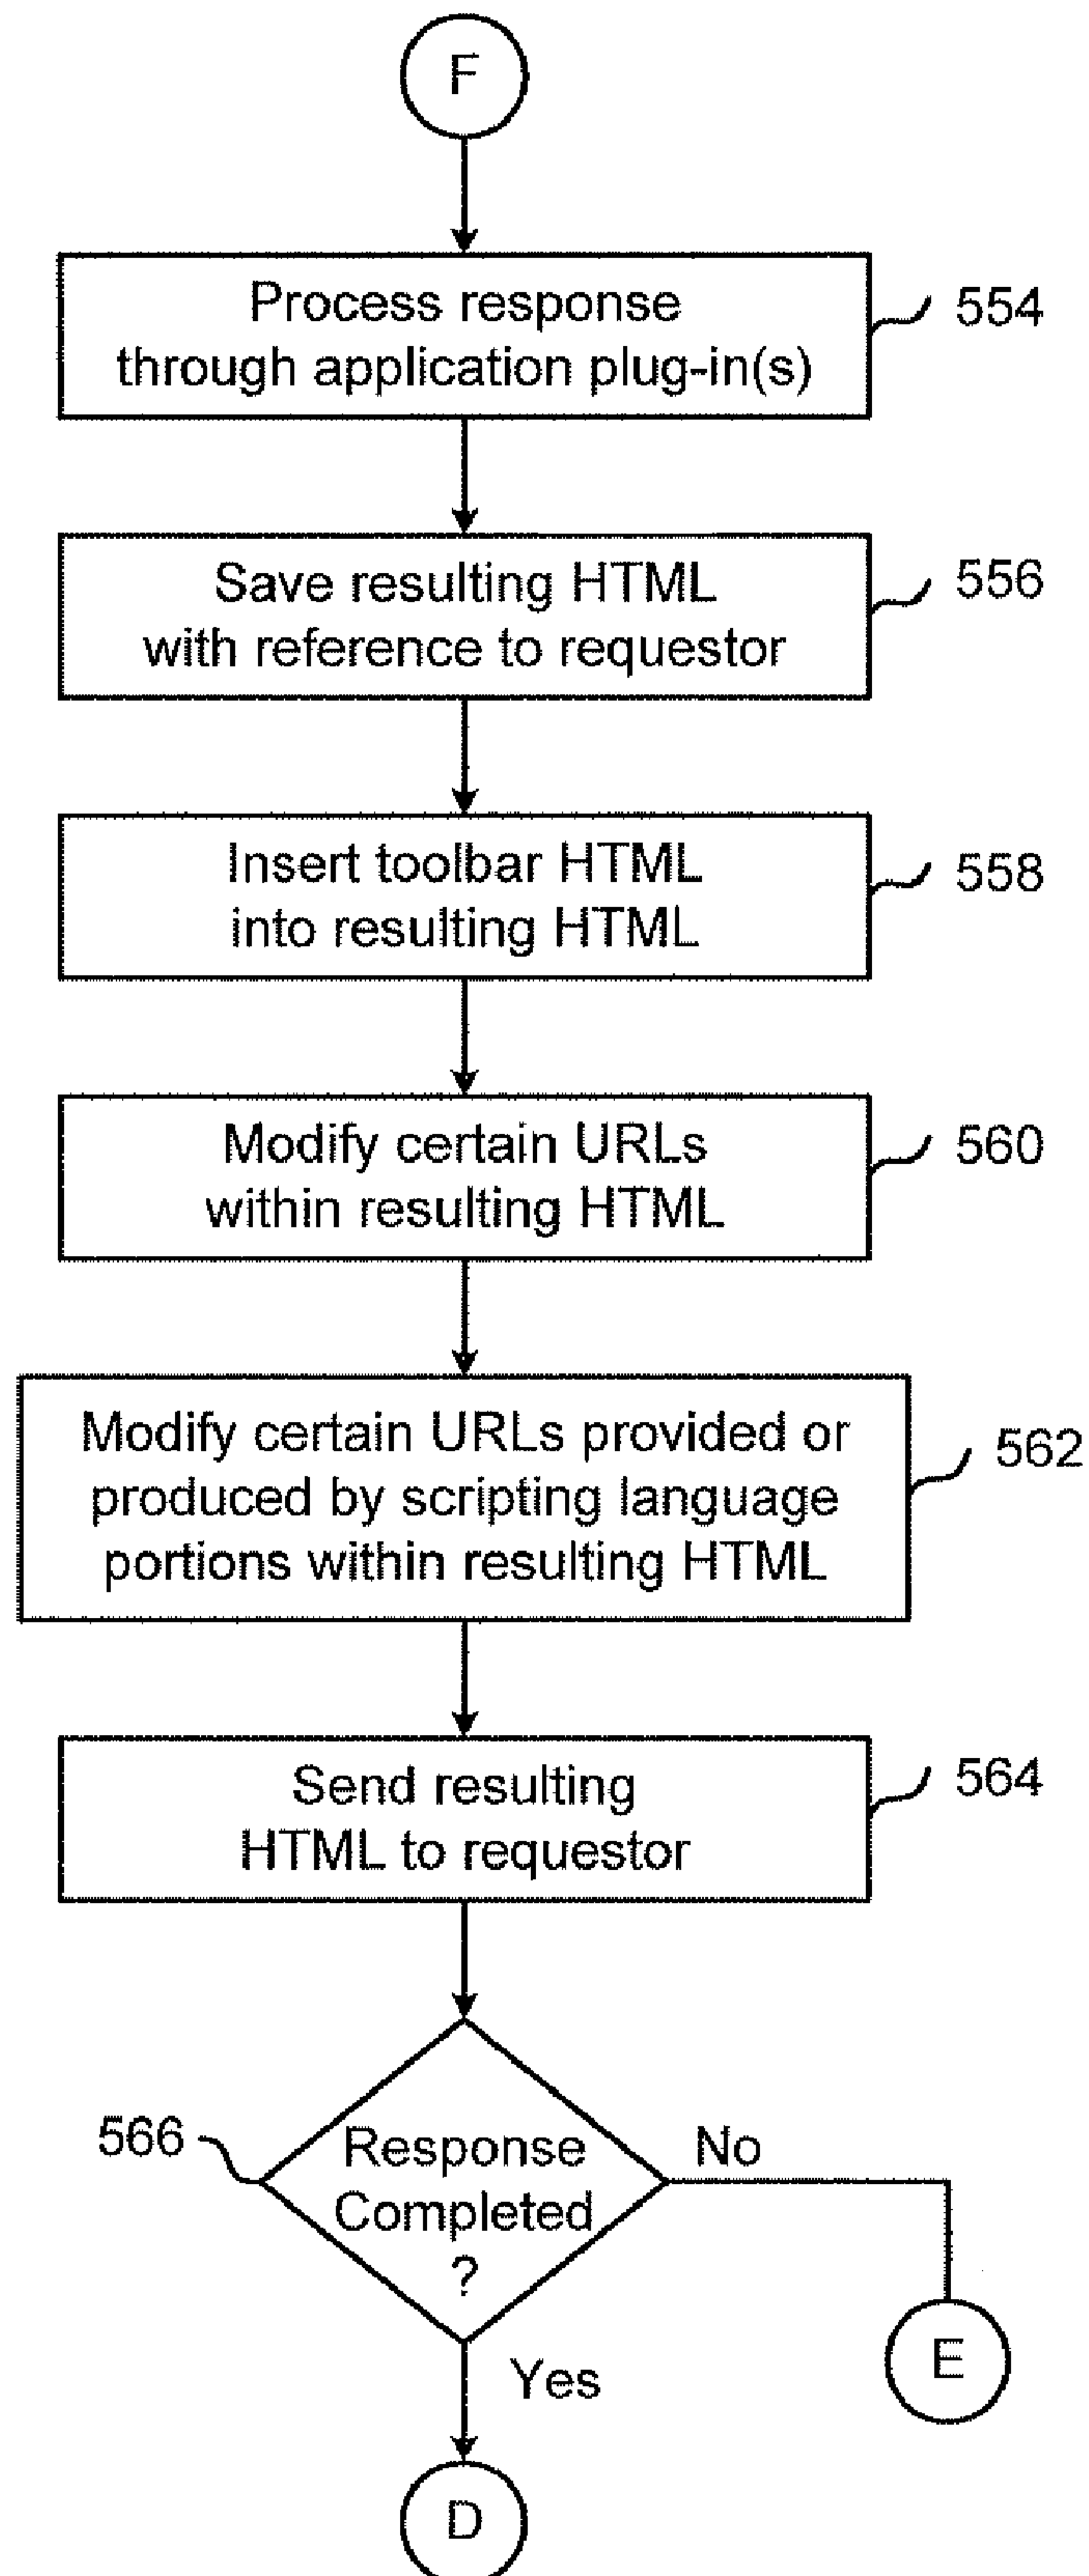 F
Process response
through application plug-in(s)
554
Save resulting HTML
with reference to requestor
556
Insert toolbar HTML
into resulting HTML
558
Modify certain URLs
within resulting HTML
560
Modify certain URLs provided or
produced by scripting language
portions within resulting HTML
562
Send resulting
HTML to requestor
564
566
Response
Completed
?
No
Yes
E
D